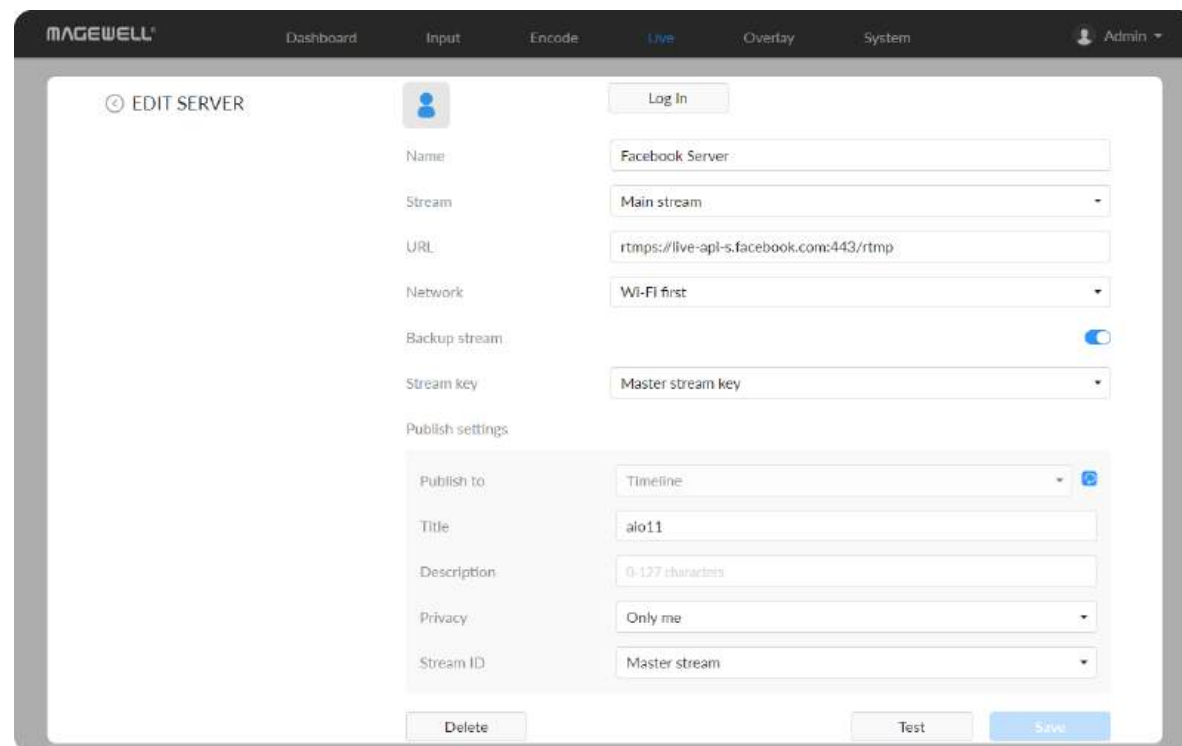 MAGEWELL® Dashboard Input Encode Live Overlay System Admin
EDIT SERVER Log In
Name Facebook Server
Stream Main stream
URL rtmps://live-api-s.facebook.com:443/rtmp
Network Wi-Fi first
Backup stream
Stream key Master stream key
Publish settings
Publish to Timeline
Title aio11
Description 0-127 characters
Privacy Only me
Stream ID Master stream
Delete Test Save